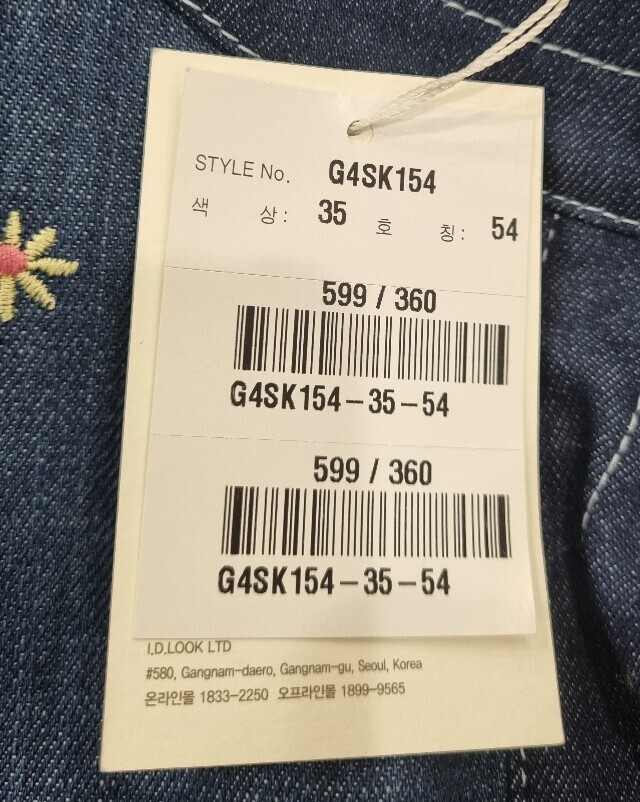 STYLE No. G4SK154
색 상: 35 호 칭: 54
599 / 360
G4SK154-35-54
599 / 360
G4SK154-35-54
I.D.LOOK LTD
#580, Gangnam-daero, Gangnam-gu, Seoul, Korea
온라인몰 1833-2250 오프라인몰 1899-9565